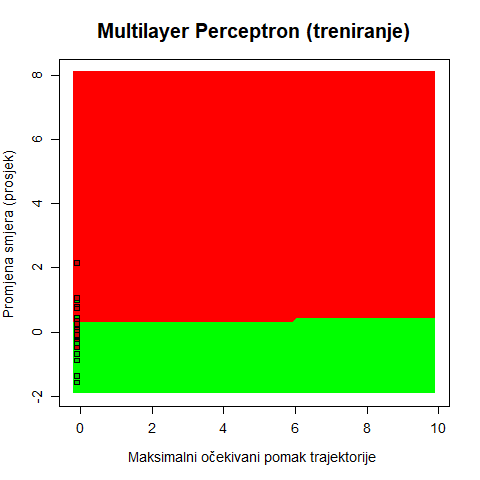 Multilayer Perceptron (treniranje)
Promjena smjera (prosjek)
8
6
4
2
0
-2
0 2 4 6 8 10
Maksimalni očekivani pomak trajektorije